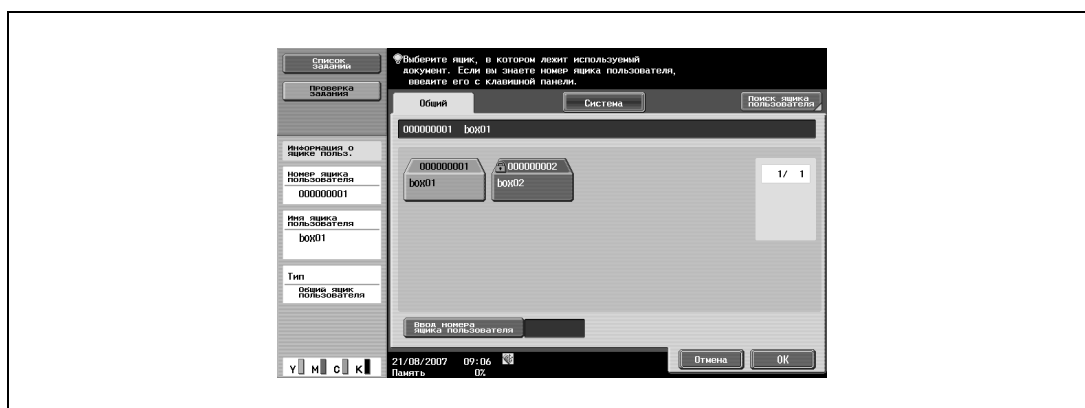 Список
заданий
Проверка
задания
Выберите ящик, в котором лежит используемый
документ. Если вы знаете номер ящика пользователя,
введите его с клавишной панели.
Общий
Система
Поиск ящика
пользователя
000000001 box01
Информация о
ящике польз.
Номер ящика
пользователя
000000001
Имя ящика
пользователя
box01
Тип
Общий ящик
пользователя
000000001
box01
000000002
box02
1/ 1
Ввод номера
ящика пользователя
Y M C K
21/08/2007 09:06
Память 0%
Отмена
OK